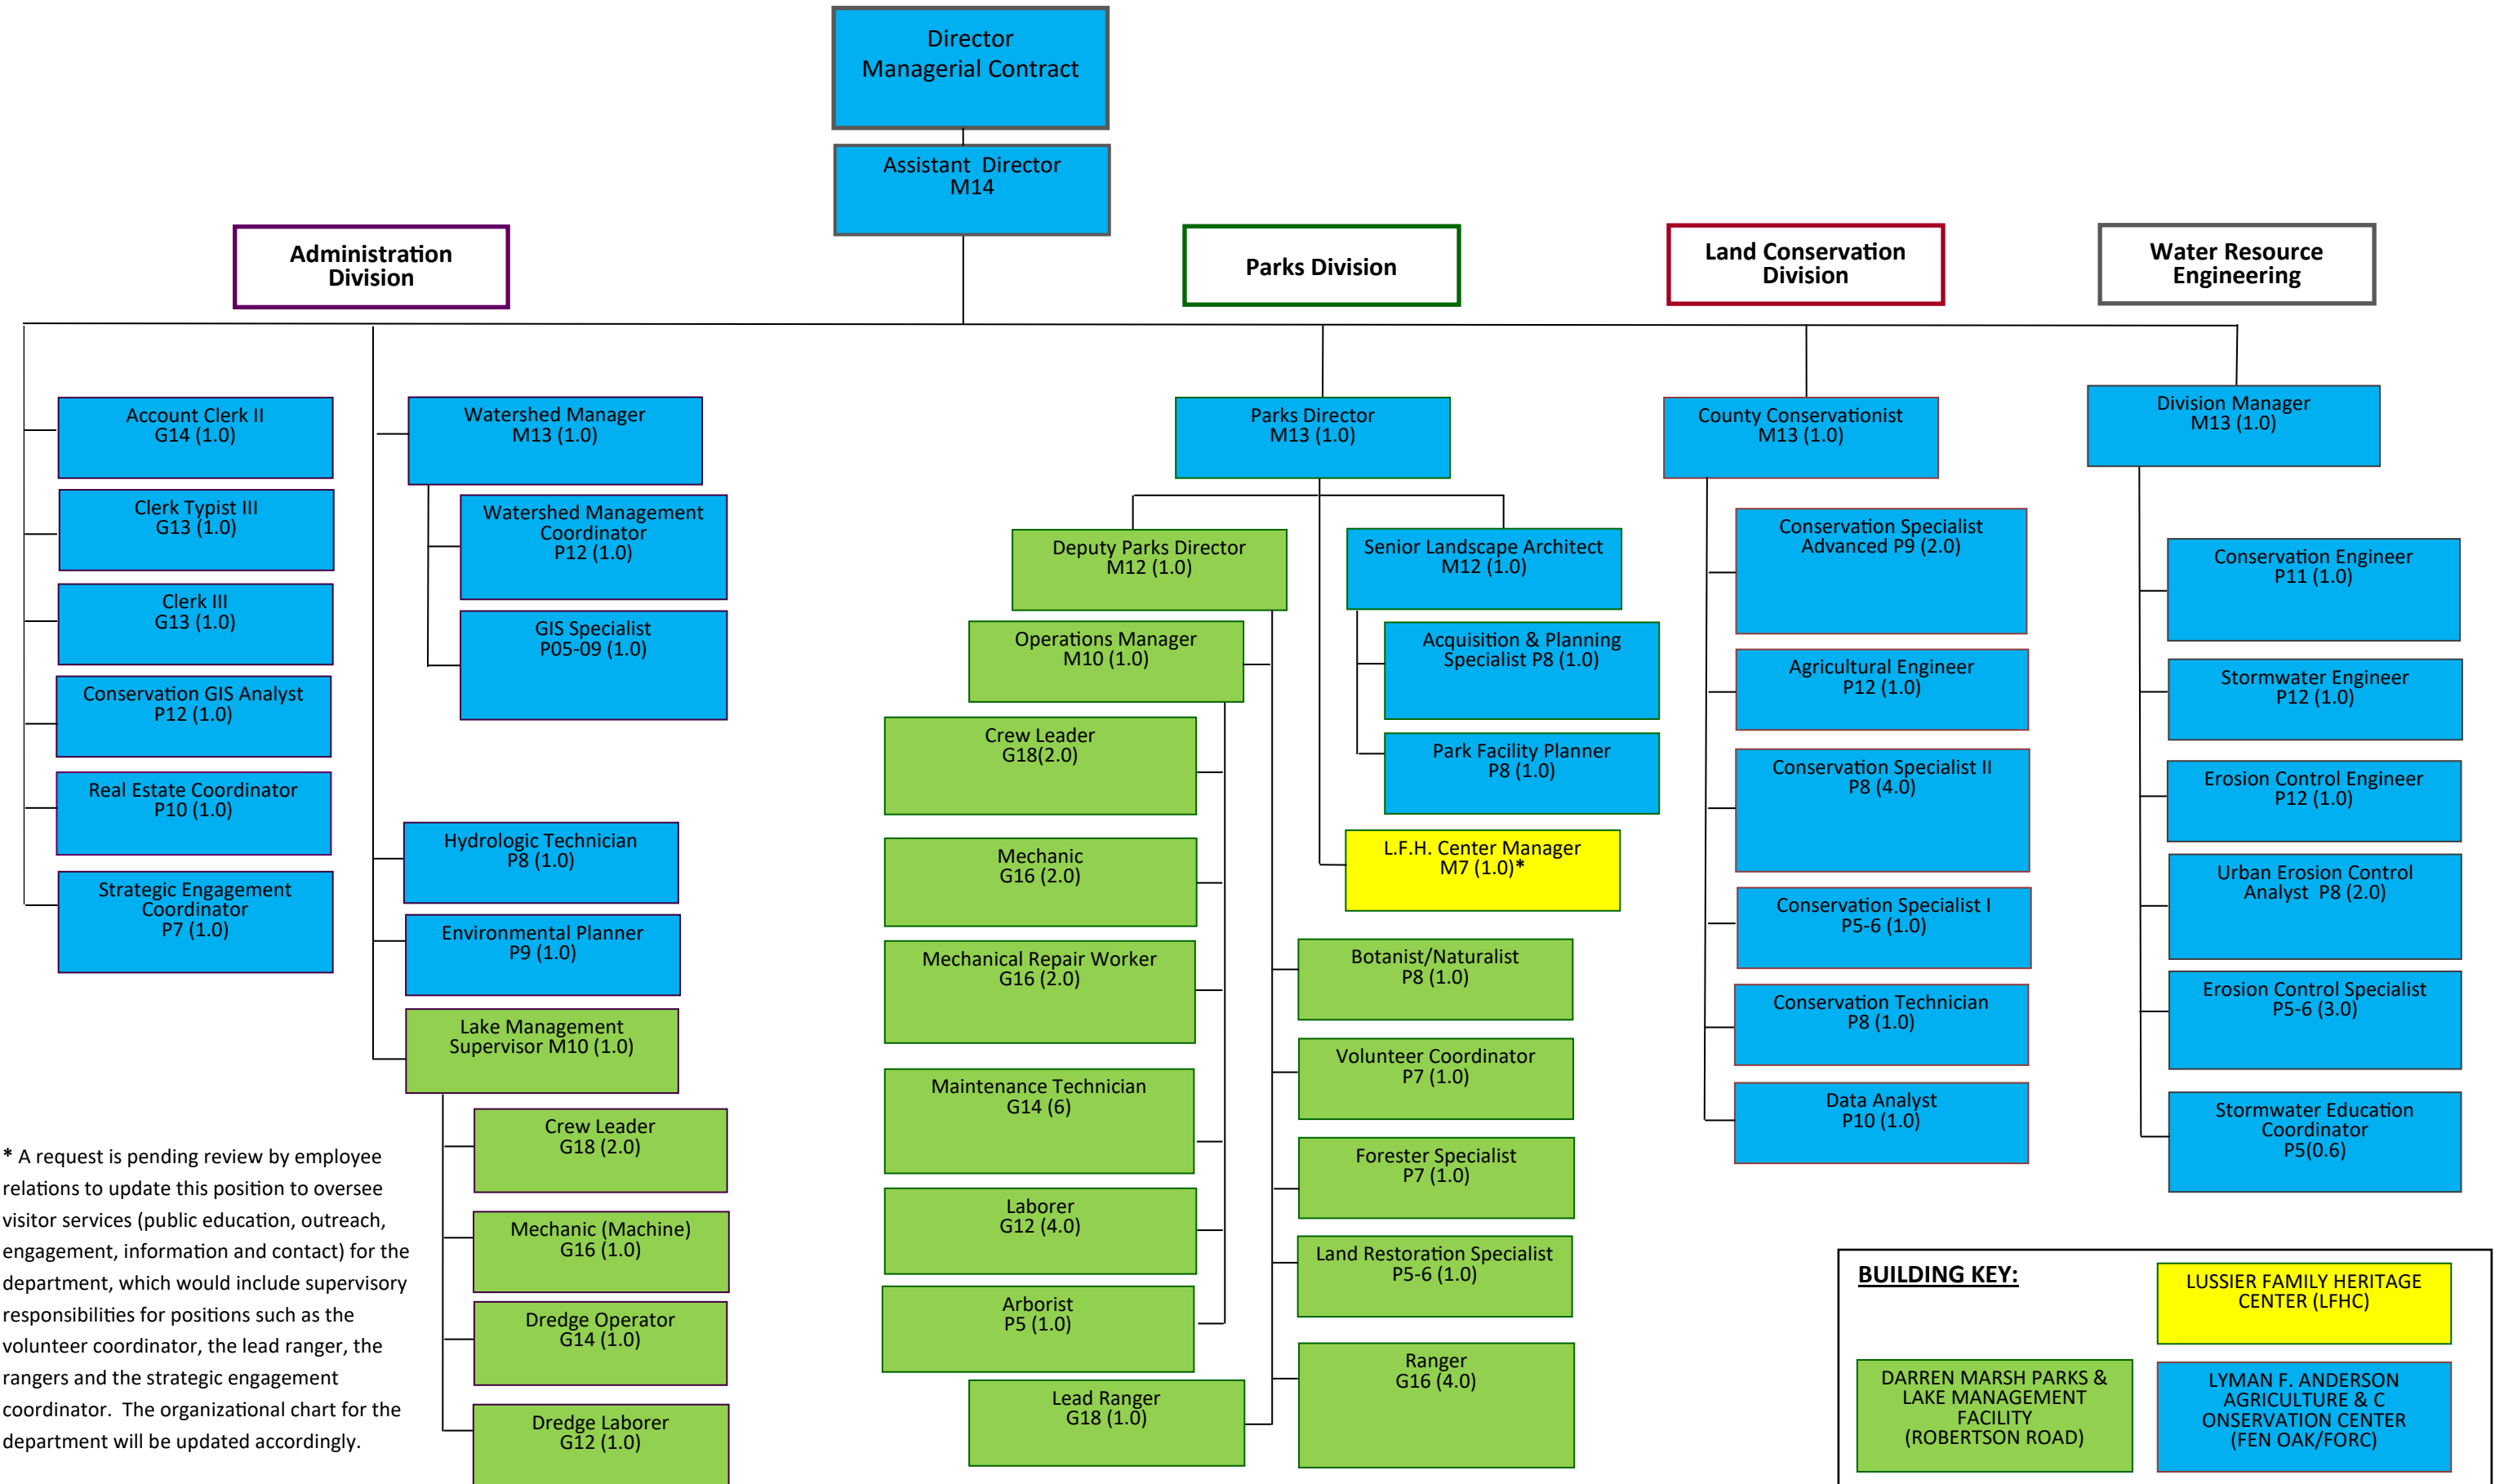 Director
Managerial Contract
Assistant  Director
M14
Administration
Division
Parks Division
Land Conservation
Division
Water Resource
Engineering
Account Clerk II
G14 (1.0)
Clerk Typist III
G13 (1.0)
Clerk III
G13 (1.0)
Conservation GIS Analyst
P12 (1.0)
Real Estate Coordinator
P10 (1.0)
Strategic Engagement
Coordinator
P7 (1.0)
Watershed Manager
M13 (1.0)
Watershed Management
Coordinator
P12 (1.0)
GIS Specialist
P05-09 (1.0)
Hydrologic Technician
P8 (1.0)
Environmental Planner
P9 (1.0)
Lake Management
Supervisor M10 (1.0)
Crew Leader
G18 (2.0)
Mechanic (Machine)
G16 (1.0)
Dredge Operator
G14 (1.0)
Dredge Laborer
G12 (1.0)
Parks Director
M13 (1.0)
Deputy Parks Director
M12 (1.0)
Operations Manager
M10 (1.0)
Crew Leader
G18(2.0)
Mechanic
G16 (2.0)
Mechanical Repair Worker
G16 (2.0)
Maintenance Technician
G14 (6)
Laborer
G12 (4.0)
Arborist
P5 (1.0)
Lead Ranger
G18 (1.0)
Senior Landscape Architect
M12 (1.0)
Acquisition & Planning
Specialist P8 (1.0)
Park Facility Planner
P8 (1.0)
L.F.H. Center Manager
M7 (1.0)*
Botanist/Naturalist
P8 (1.0)
Volunteer Coordinator
P7 (1.0)
Forester Specialist
P7 (1.0)
Land Restoration Specialist
P5-6 (1.0)
Ranger
G16 (4.0)
County Conservationist
M13 (1.0)
Conservation Specialist
Advanced P9 (2.0)
Agricultural Engineer
P12 (1.0)
Conservation Specialist II
P8 (4.0)
Conservation Specialist I
P5-6 (1.0)
Conservation Technician
P8 (1.0)
Data Analyst
P10 (1.0)
Division Manager
M13 (1.0)
Conservation Engineer
P11 (1.0)
Stormwater Engineer
P12 (1.0)
Erosion Control Engineer
P12 (1.0)
Urban Erosion Control
Analyst  P8 (2.0)
Erosion Control Specialist
P5-6 (3.0)
Stormwater Education
Coordinator
P5(0.6)
* A request is pending review by employee
relations to update this position to oversee
visitor services (public education, outreach,
engagement, information and contact) for the
department, which would include supervisory
responsibilities for positions such as the
volunteer coordinator, the lead ranger, the
rangers and the strategic engagement
coordinator.  The organizational chart for the
department will be updated accordingly.
BUILDING KEY:
LUSSIER FAMILY HERITAGE
CENTER (LFHC)
DARREN MARSH PARKS &
LAKE MANAGEMENT
FACILITY
(ROBERTSON ROAD)
LYMAN F. ANDERSON
AGRICULTURE & C
ONSERVATION CENTER
(FEN OAK/FORC)